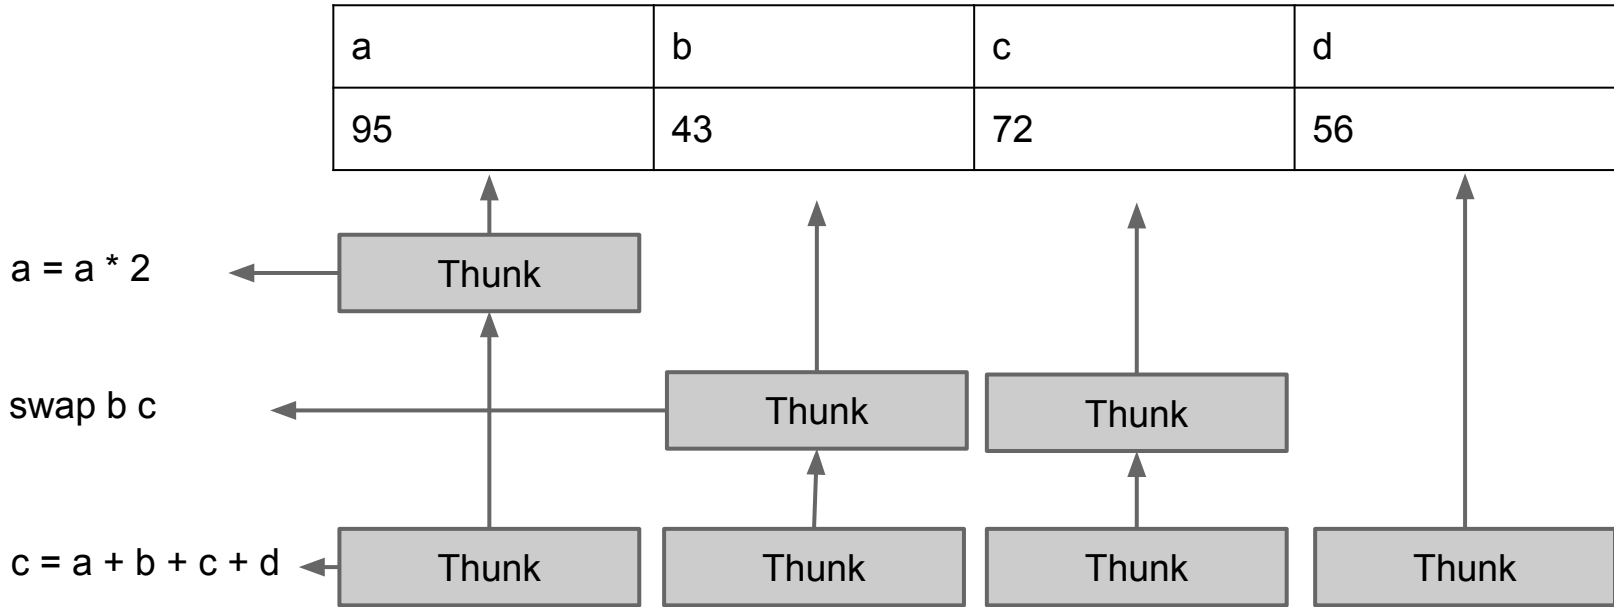 a b c d
95 43 72 56
a = a * 2 Thunk
swap b c Thunk Thunk
c = a + b + c + d Thunk Thunk Thunk Thunk